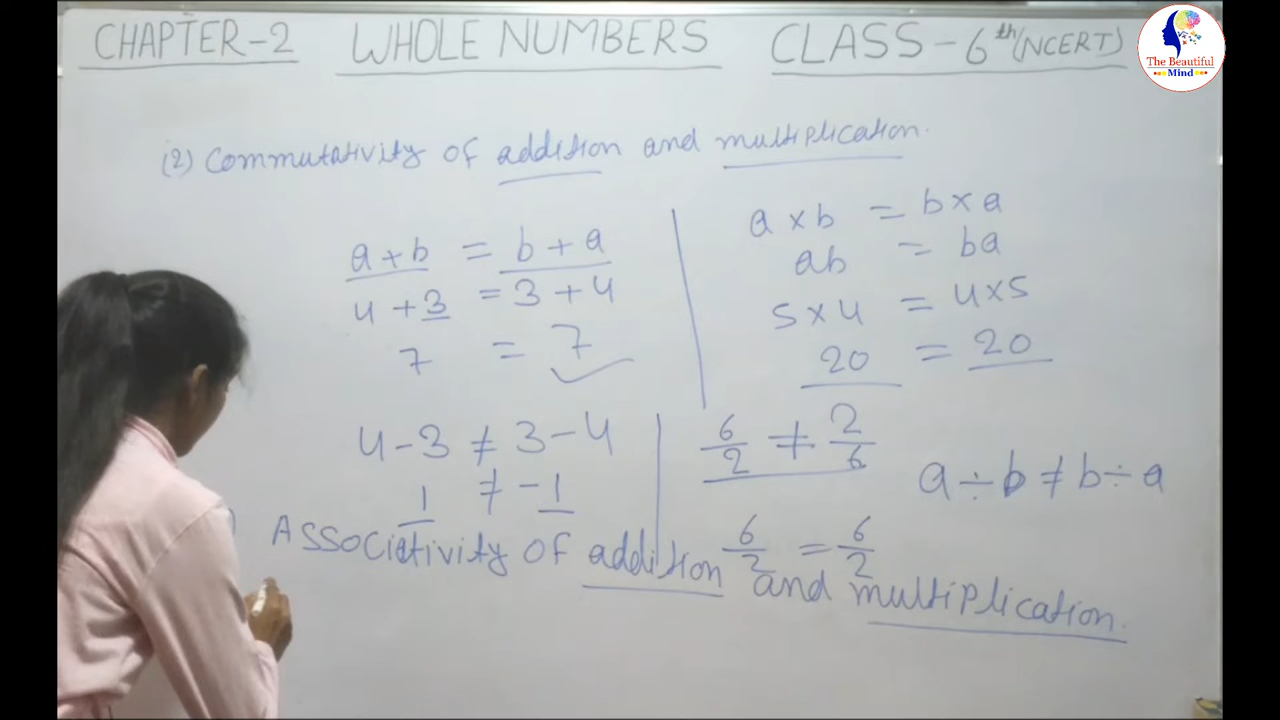 CHAPTER-2 WHOLE NUMBERS CLASS-6th (NCERT)
The Beautiful
Mind
(2) Commutativity of addition and multiplication.
a+b = b+a
4+3 = 3+4
7 = 7
a×b = b×a
ab = ba
5×4 = 4×5
20 = 20
4-3 ≠ 3-4
1 ≠ -1
6/2 ≠ 2/6
a÷b ≠ b÷a
6/2 = 6/2
) Associativity of addition and multiplication.